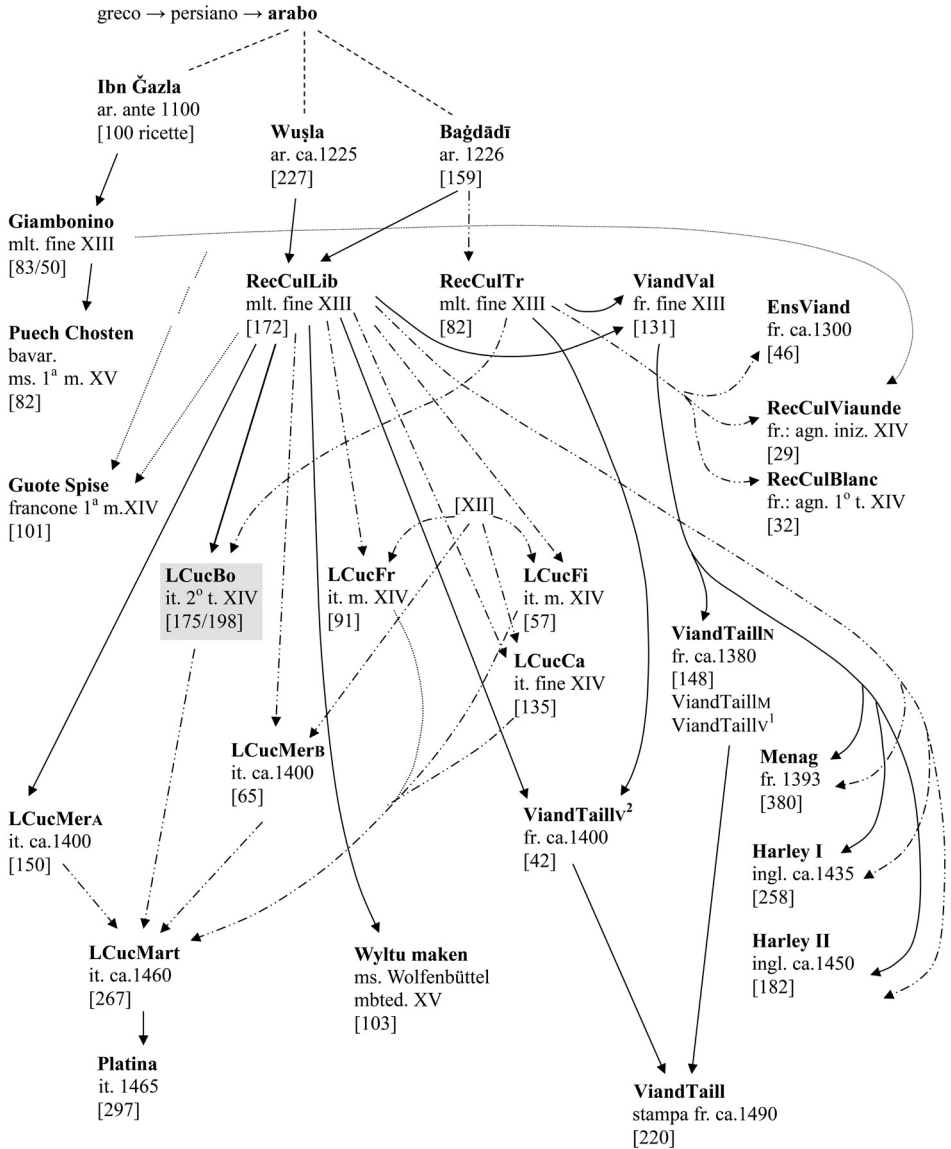 greco → persiano → arabo
Ibn Ǧazla
ar. ante 1100
[100 ricette]
Wuṣla
ar. ca.1225
[227]
Baġdādī
ar. 1226
[159]
Giambonino
mlt. fine XIII
[83/50]
RecCulLib
mlt. fine XIII
[172]
RecCulTr
mlt. fine XIII
[82]
ViandVal
fr. fine XIII
[131]
EnsViand
fr. ca.1300
[46]
Puech Chosten
bavar.
ms. 1ª m. XV
[82]
RecCulViaunde
fr.: agn. iniz. XIV
[29]
RecCulBlanc
fr.: agn. 1º t. XIV
[32]
Guote Spise
francone 1ª m.XIV
[101]
[XII]
LCucBo
it. 2º t. XIV
[175/198]
LCucFr
it. m. XIV
[91]
LCucFi
it. m. XIV
[57]
LCucCa
it. fine XIV
[135]
ViandTaillN
fr. ca.1380
[148]
ViandTaillM
ViandTaillV¹
LCucMerB
it. ca.1400
[65]
Menag
fr. 1393
[380]
LCucMerA
it. ca.1400
[150]
ViandTaillV²
fr. ca.1400
[42]
Harley I
ingl. ca.1435
[258]
Harley II
ingl. ca.1450
[182]
LCucMart
it. ca.1460
[267]
Wyltu maken
ms. Wolfenbüttel
mbted. XV
[103]
Platina
it. 1465
[297]
ViandTaill
stampa fr. ca.1490
[220]